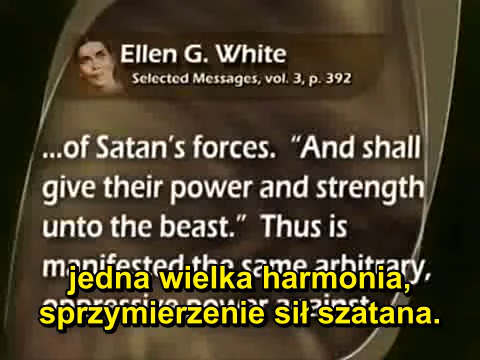 Ellen G. White
Selected Messages, vol. 3, p. 392
...of Satan's forces. "And shall
give their power and strength
unto the beast." Thus is
manifested the same arbitrary,
oppressive power against
jedna wielka harmonia,
sprzymierzenie sił szatana.